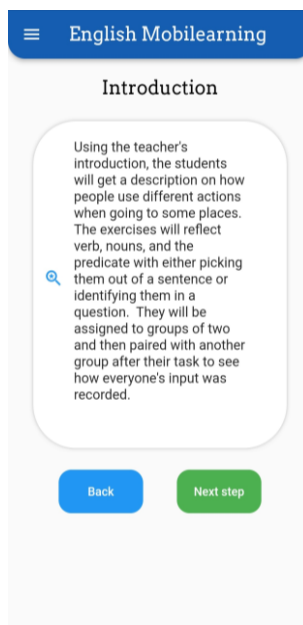 English Mobilearning
Introduction
Using the teacher's
introduction, the students
will get a description on how
people use different actions
when going to some places.
The exercises will reflect
verb, nouns, and the
predicate with either picking
them out of a sentence or
identifying them in a
question.  They will be
assigned to groups of two
and then paired with another
group after their task to see
how everyone's input was
recorded.
Back
Next step